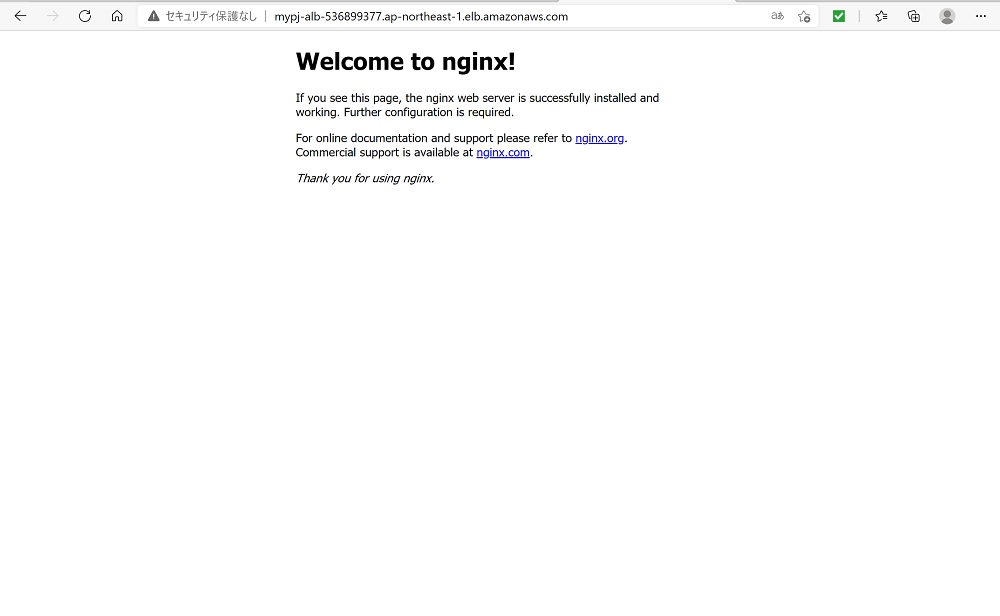 セキュリティ保護なし mypj-alb-536899377.ap-northeast-1.elb.amazonaws.com
Welcome to nginx!
If you see this page, the nginx web server is successfully installed and
working. Further configuration is required.
For online documentation and support please refer to nginx.org.
Commercial support is available at nginx.com.
Thank you for using nginx.